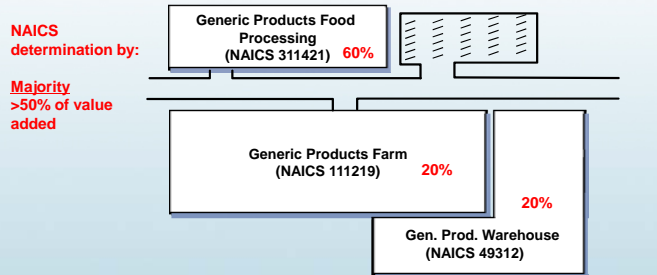 NAICS
determination by:
Majority
>50% of value
added
Generic Products Food
Processing
(NAICS 311421) 60%
Generic Products Farm
(NAICS 111219) 20%
20%
Gen. Prod. Warehouse
(NAICS 49312)